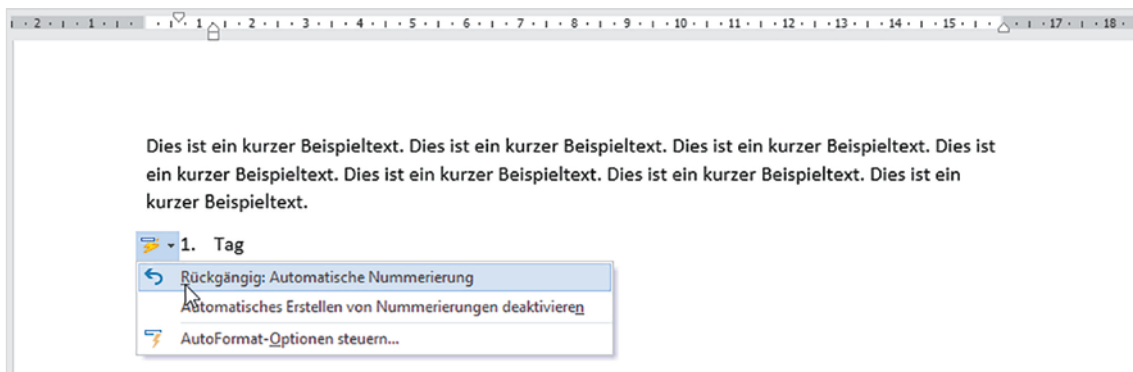 2 1 1 2 3 4 5 6 7 8 9 10 11 12 13 14 15 17 18
Dies ist ein kurzer Beispieltext. Dies ist ein kurzer Beispieltext. Dies ist ein kurzer Beispieltext. Dies ist
ein kurzer Beispieltext. Dies ist ein kurzer Beispieltext. Dies ist ein kurzer Beispieltext. Dies ist ein
kurzer Beispieltext.
1. Tag
Rückgängig: Automatische Nummerierung
Automatisches Erstellen von Nummerierungen deaktivieren
AutoFormat-Optionen steuern...